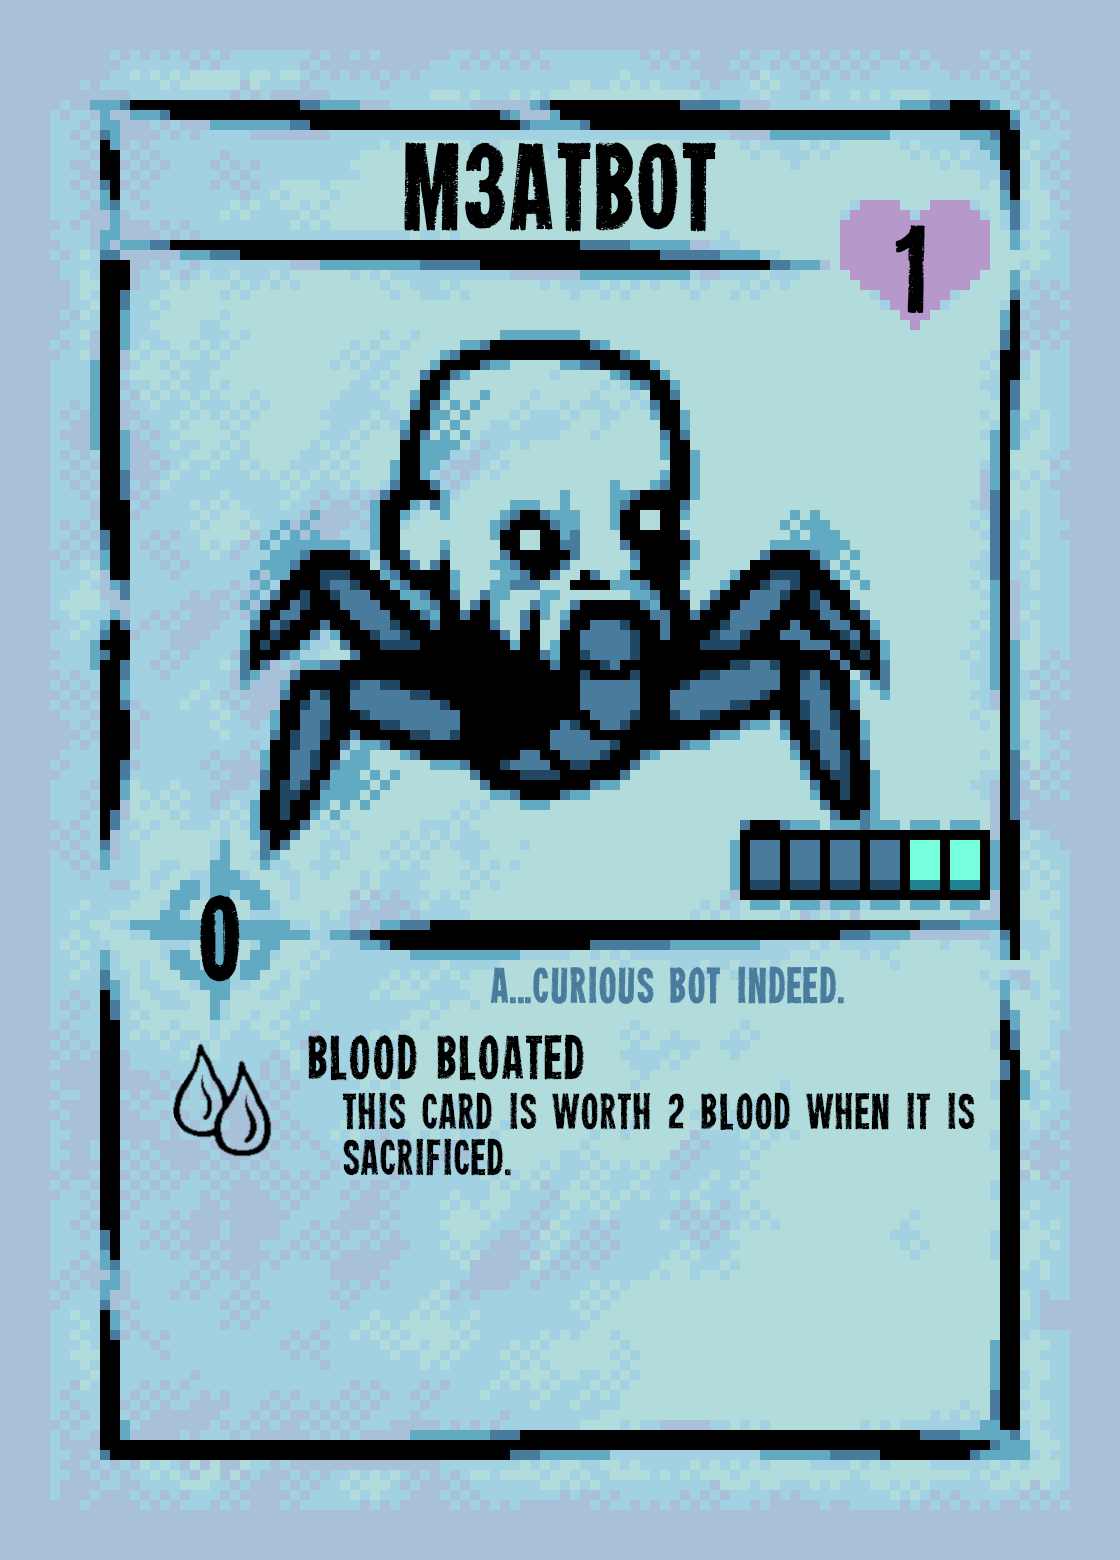 M3ATBOT
1
0
A...CURIOUS BOT INDEED.
BLOOD BLOATED
THIS CARD IS WORTH 2 BLOOD WHEN IT IS
SACRIFICED.